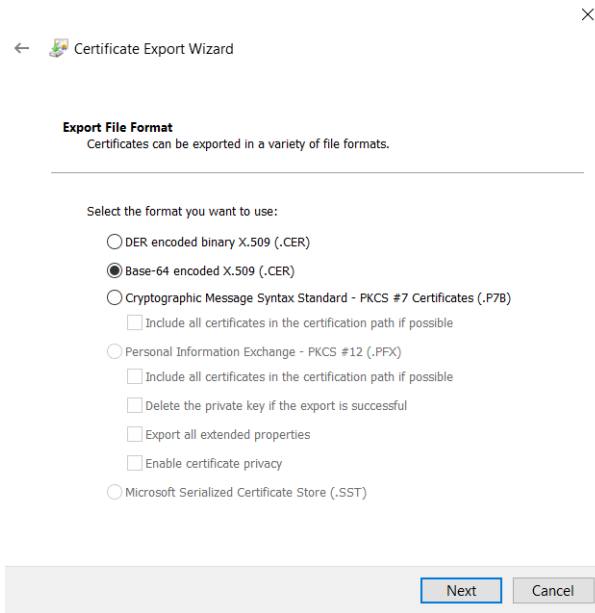 Certificate Export Wizard
Export File Format
Certificates can be exported in a variety of file formats.
Select the format you want to use:
DER encoded binary X.509 (.CER)
Base-64 encoded X.509 (.CER)
Cryptographic Message Syntax Standard - PKCS #7 Certificates (.P7B)
Include all certificates in the certification path if possible
Personal Information Exchange - PKCS #12 (.PFX)
Include all certificates in the certification path if possible
Delete the private key if the export is successful
Export all extended properties
Enable certificate privacy
Microsoft Serialized Certificate Store (.SST)
Next Cancel